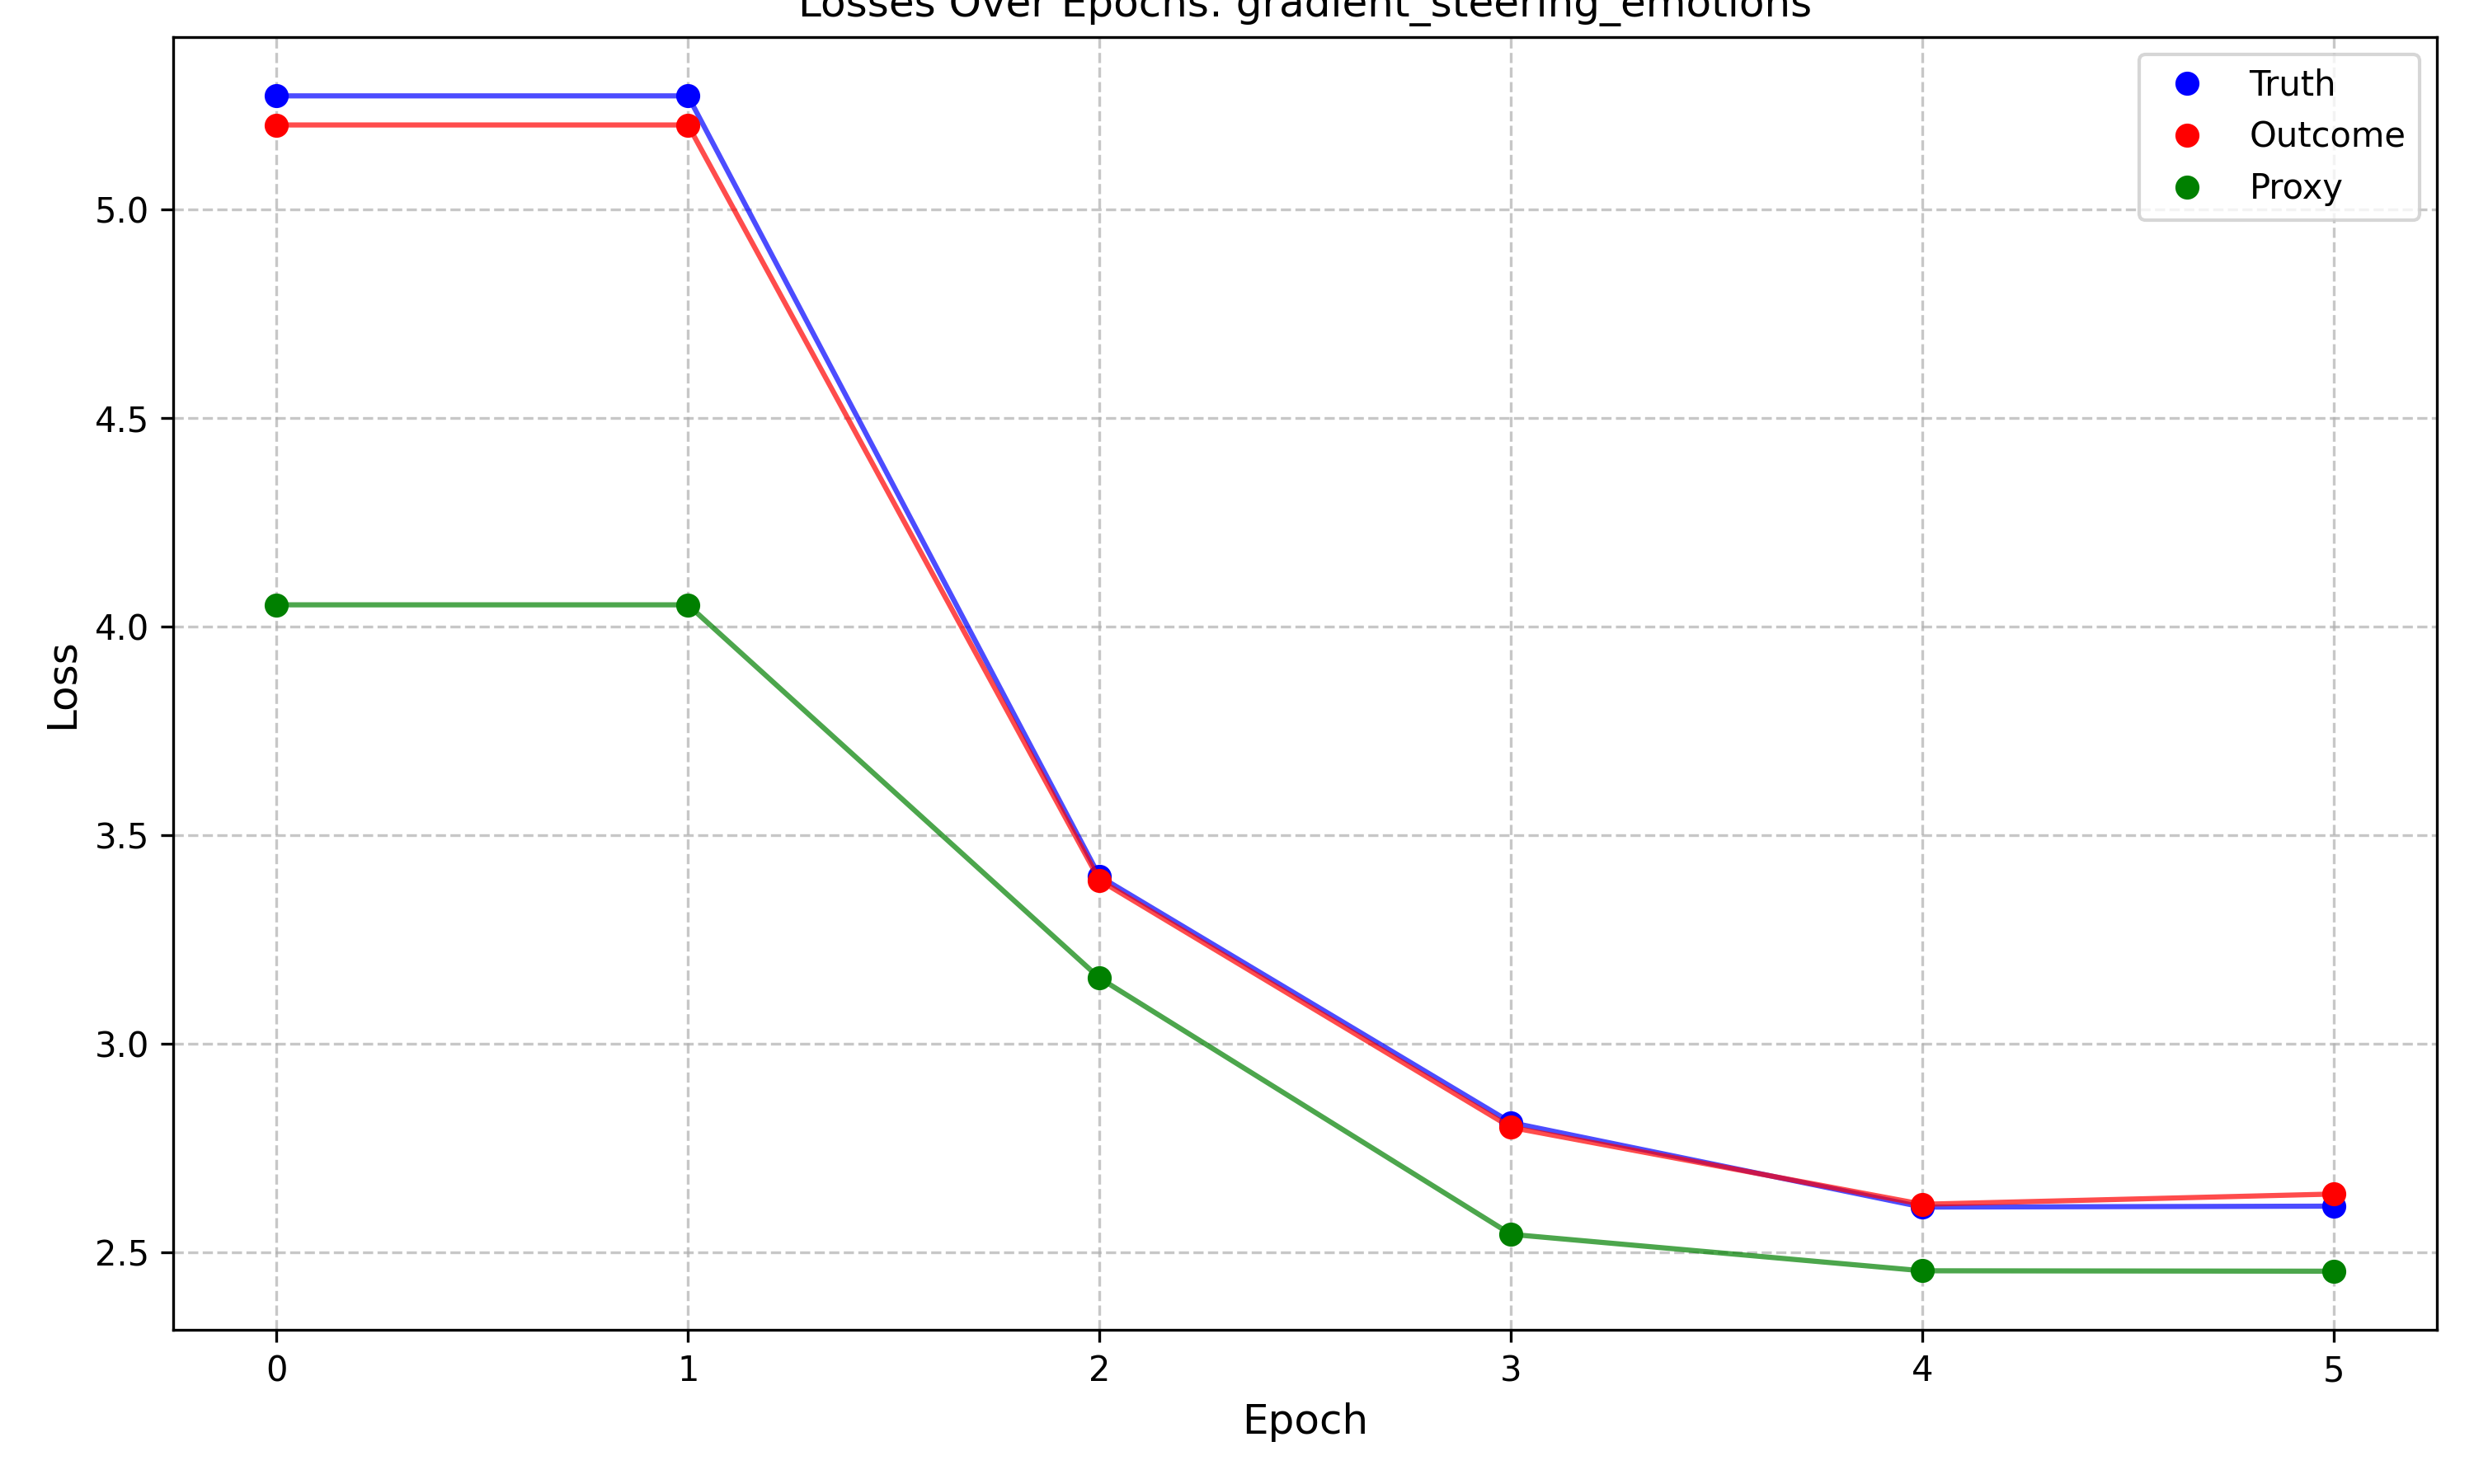 Losses Over Epochs: gradient_steering_emotions
Truth
Outcome
Proxy
5.0
4.5
4.0
3.5
3.0
2.5
Loss
0 1 2 3 4 5
Epoch